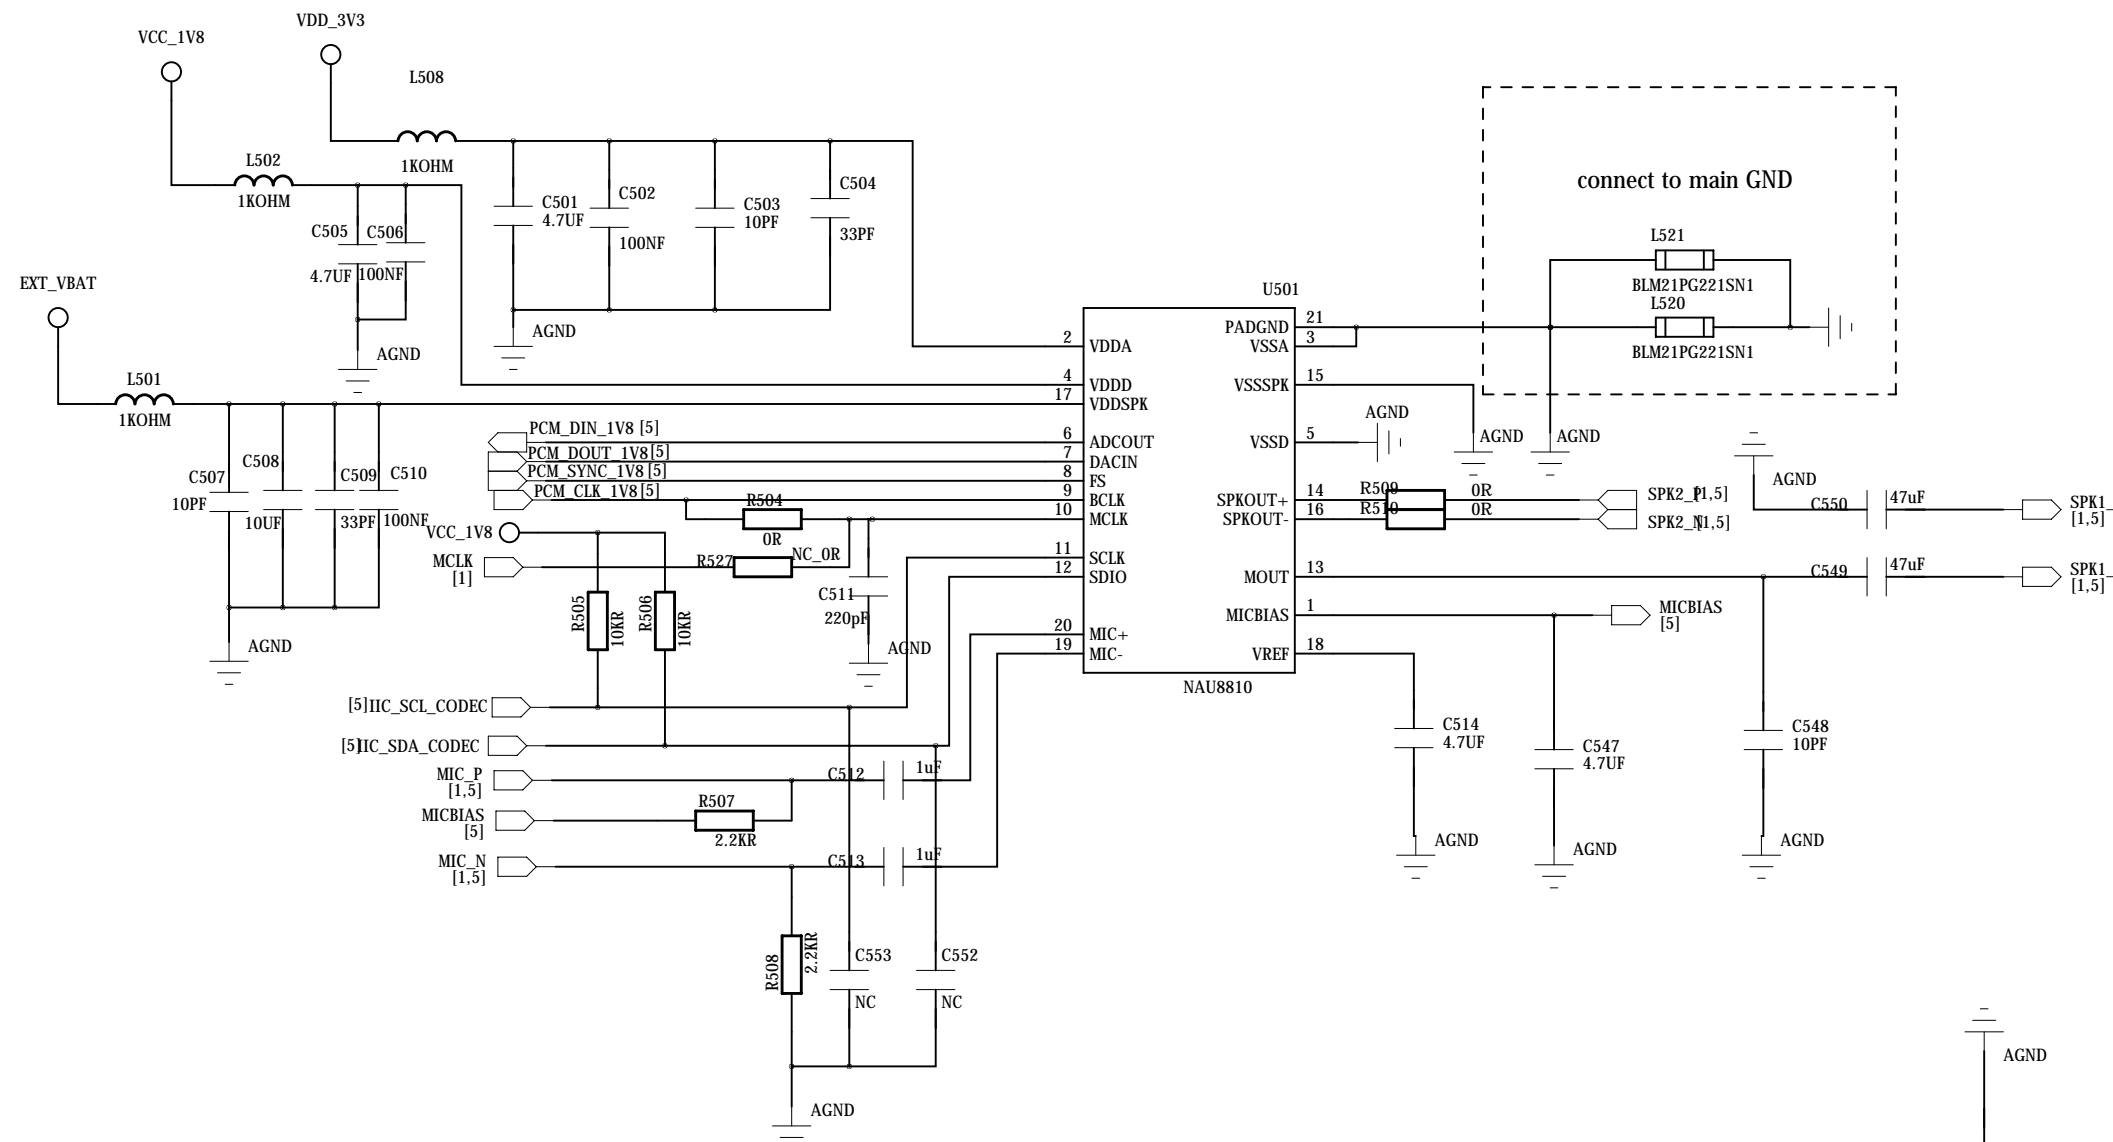 VDD_3V3
VCC_1V8
L508
L502
1KOHM
1KOHM
C501
4.7UF
C502
100NF
C503
10PF
C504
33PF
C505
4.7UF
C506
100NF
AGND
AGND
EXT_VBAT
L501
1KOHM
C507
10PF
C508
10UF
C509
33PF
C510
100NF
AGND
connect to main GND
L521
BLM21PG221SN1
L520
BLM21PG221SN1
U501
2 VDDA
4 VDDD
17 VDDSPK
6 ADCOUT
7 DACIN
8 FS
9 BCLK
10 MCLK
11 SCLK
12 SDIO
20 MIC+
19 MIC-
PADGND 21
VSSA 3
VSSSPK 15
VSSD 5
SPKOUT+ 14
SPKOUT- 16
MOUT 13
MICBIAS 1
VREF 18
NAU8810
PCM_DIN_1V8 [5]
PCM_DOUT_1V8 [5]
PCM_SYNC_1V8 [5]
PCM_CLK_1V8 [5]
R504
0R
VCC_1V8
MCLK
[1]
R527
NC_0R
C511
220pF
AGND
R505
10KR
R506
10KR
[5]IIC_SCL_CODEC
[5]IIC_SDA_CODEC
MIC_P
[1,5]
C512
1uF
MICBIAS
[5]
R507
2.2KR
MIC_N
[1,5]
C513
1uF
R508
2.2KR
C553
NC
C552
NC
AGND
AGND
AGND
AGND
R509
0R
SPK2_P [1,5]
R510
0R
SPK2_N [1,5]
AGND
C550
47uF
SPK1_
[1,5]
C549
47uF
SPK1_
[1,5]
MICBIAS
[5]
C514
4.7UF
AGND
C547
4.7UF
AGND
C548
10PF
AGND
AGND